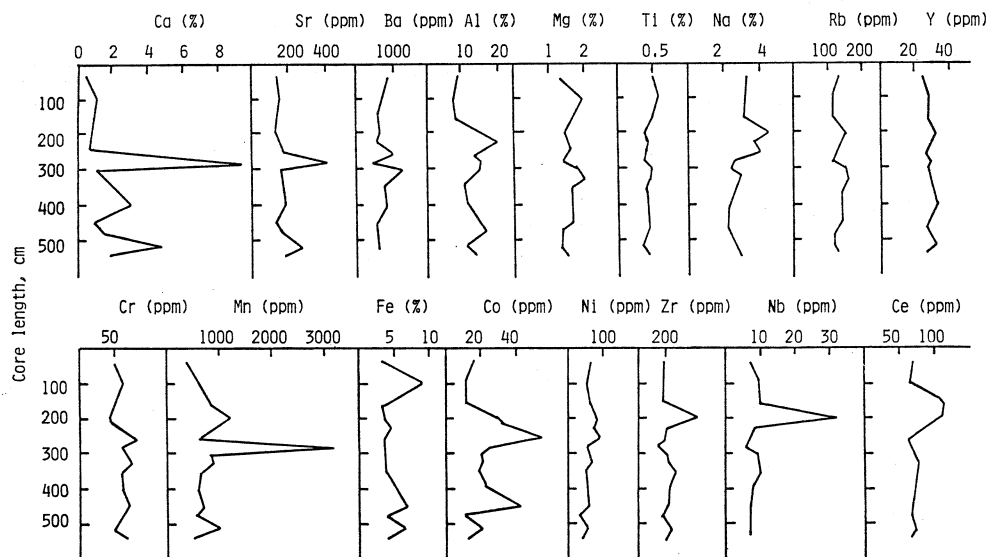 Ca (%) Sr (ppm) Ba (ppm) Al (%) Mg (%) Ti (%) Na (%) Rb (ppm) Y (ppm)
0 2 4 6 8 200 400 1000 10 20 1 2 0,5 2 4 100 200 20 40
100
200
300
400
500
Core length, cm
Cr (ppm) Mn (ppm) Fe (%) Co (ppm) Ni (ppm) Zr (ppm) Nb (ppm) Ce (ppm)
50 1000 2000 3000 5 10 20 40 100 200 10 20 30 50 100
100
200
300
400
500